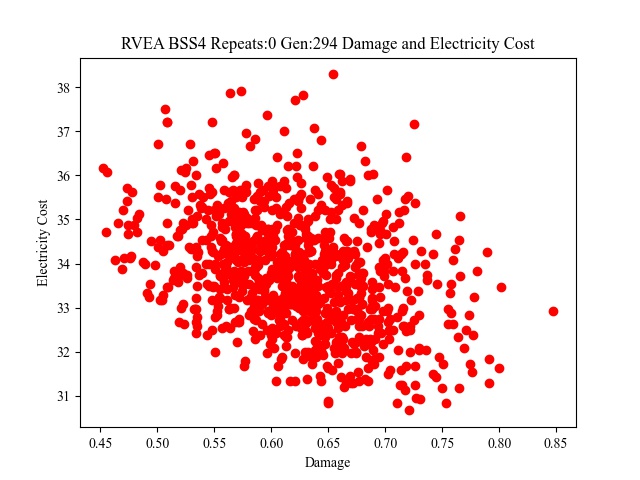 RVEA BSS4 Repeats:0 Gen:294 Damage and Electricity Cost
38
37
36
35
34
33
32
31
Electricity Cost
0.45 0.50 0.55 0.60 0.65 0.70 0.75 0.80 0.85
Damage